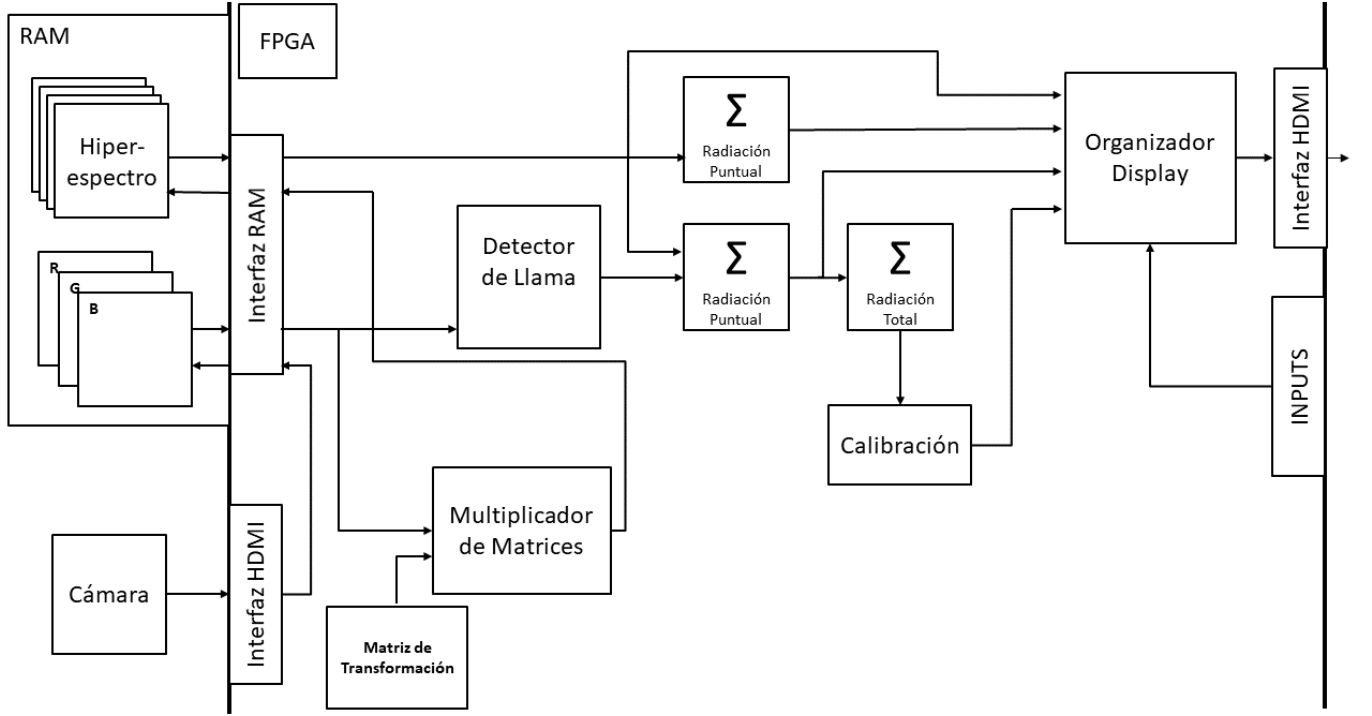 RAM
FPGA
Hiper-
espectro
R
G
B
Interfaz RAM
Cámara
Interfaz HDMI
Matriz de
Transformación
Multiplicador
de Matrices
Detector
de Llama
Σ
Radiación
Puntual
Σ
Radiación
Puntual
Σ
Radiación
Total
Calibración
Organizador
Display
Interfaz HDMI
INPUTS